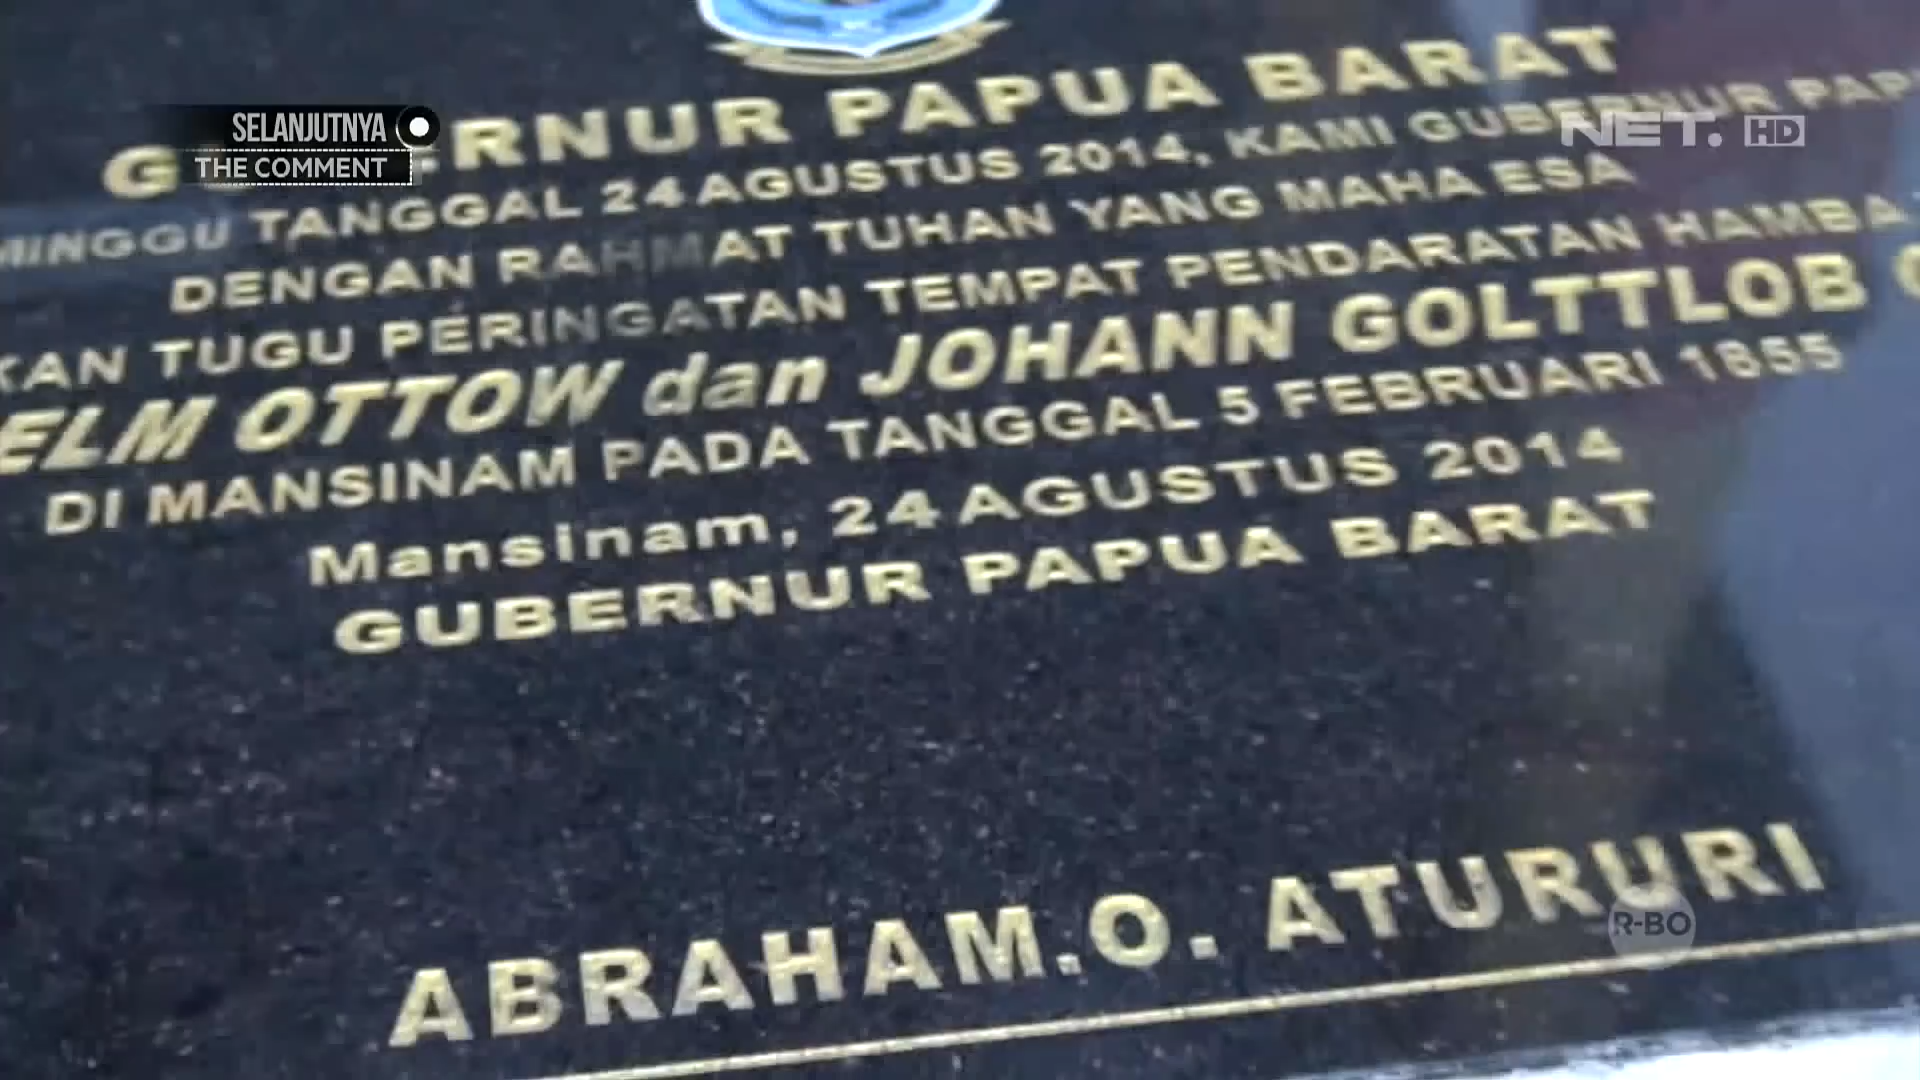 SELANJUTNYA
THE COMMENT
NET. HD
GUBERNUR PAPUA BARAT
MINGGU TANGGAL 24 AGUSTUS 2014, KAMI GUBERNUR
DENGAN RAHMAT TUHAN YANG MAHA ESA
TUGU PERINGATAN TEMPAT PENDARATAN HAMBA
ELM OTTOW dan JOHANN GOLTTLOB
DI MANSINAM PADA TANGGAL 5 FEBRUARI 1855
Mansinam, 24 AGUSTUS 2014
GUBERNUR PAPUA BARAT
ABRAHAM.O. ATURURI
R-BO